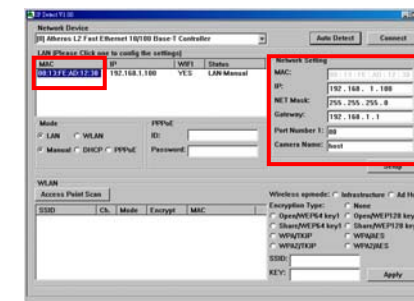 IP Detect V1.00
Network Device
[0] Atheros L2 Fast Ethernet 10/100 Base-T Controller
Auto Detect
Connect
LAN (Please Click one to config the settings)
MAC IP WIFI Status
00:13:FE:AD:12:30 192.168.1.100 YES LAN-Manual
Network Setting
MAC:
IP: 192.168.1.100
NET Mask: 255.255.255.0
Gateway: 192.168.1.1
Port Number 1: 80
Camera Name: host
Mode
LAN WLAN
Manual DHCP PPPoE
PPPoE
ID:
Password:
Setup
WLAN
Access Point Scan
SSID Ch. Mode Encrypt MAC
Wireless opmode: Infrastructure Ad Ho
Encryption Type: None
Open/WEP64 key1 Open/WEP128 key
Share/WEP64 key1 Share/WEP128 key
WPA/TKIP WPA/AES
WPA2/TKIP WPA2/AES
SSID:
KEY:
Apply